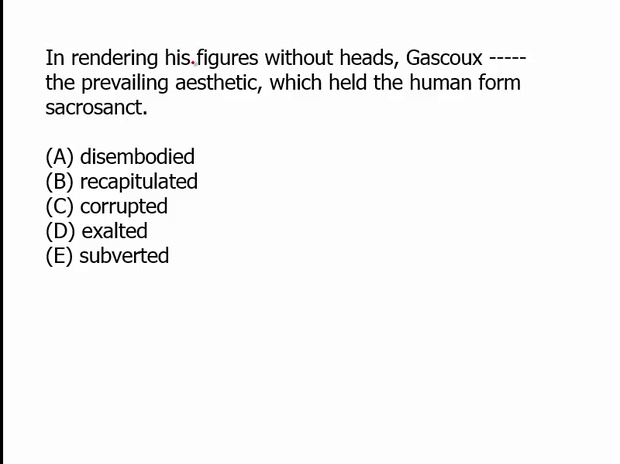 In rendering his figures without heads, Gascoux -----
the prevailing aesthetic, which held the human form
sacrosanct.
(A) disembodied
(B) recapitulated
(C) corrupted
(D) exalted
(E) subverted